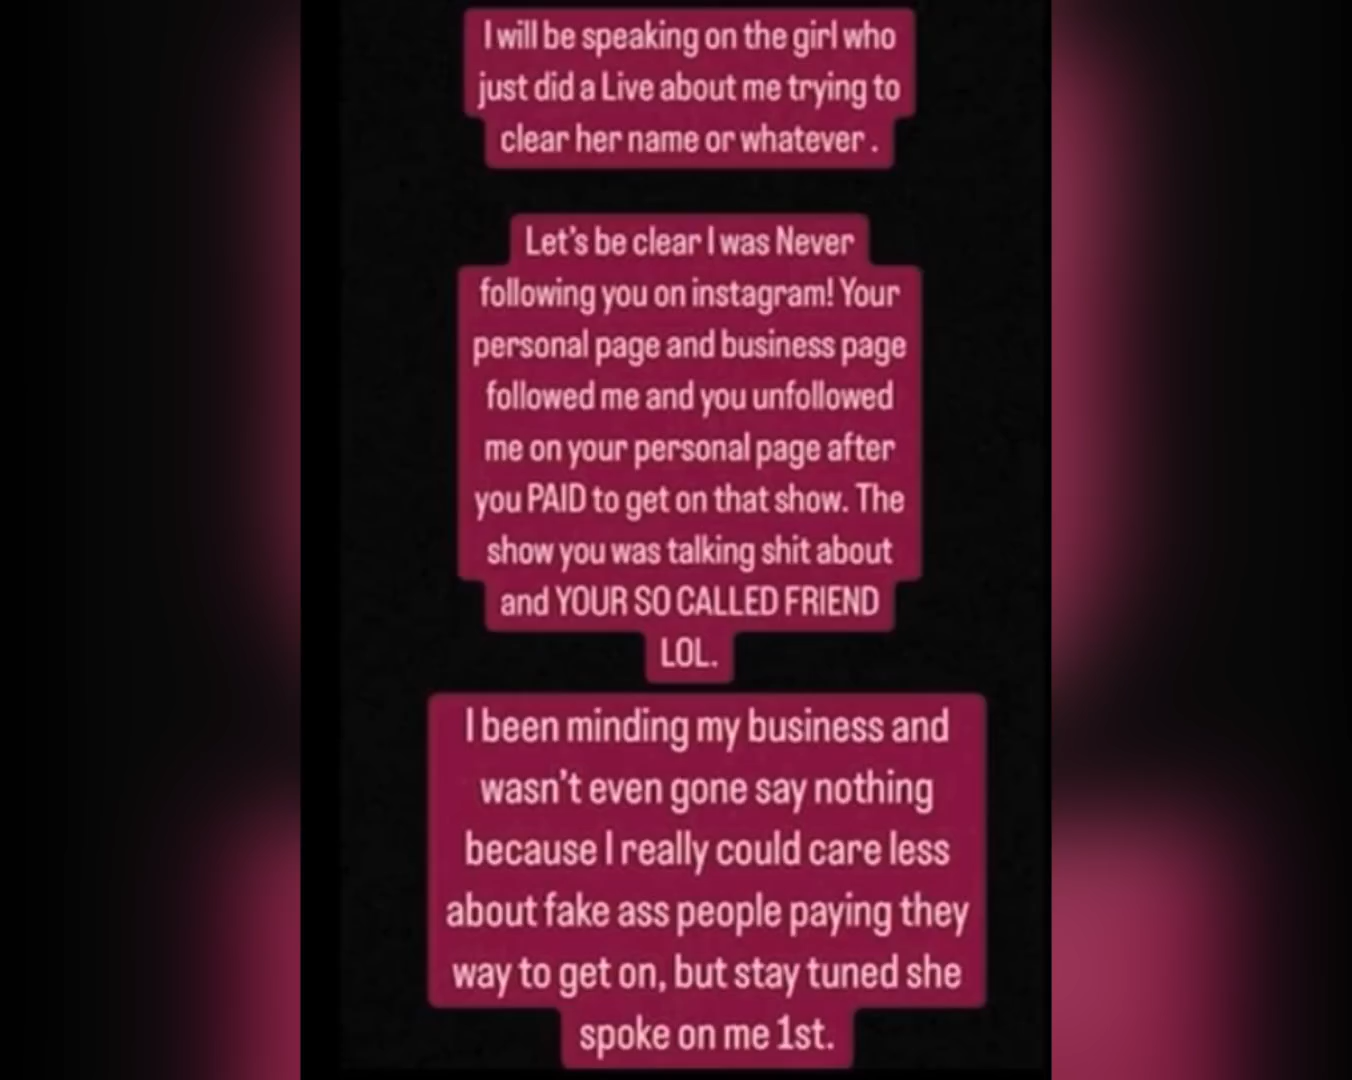 I will be speaking on the girl who
just did a Live about me trying to
clear her name or whatever .
Let's be clear I was Never
following you on instagram! Your
personal page and business page
followed me and you unfollowed
me on your personal page after
you PAID to get on that show. The
show you was talking shit about
and YOUR SO CALLED FRIEND
LOL.
I been minding my business and
wasn't even gone say nothing
because I really could care less
about fake ass people paying they
way to get on, but stay tuned she
spoke on me 1st.